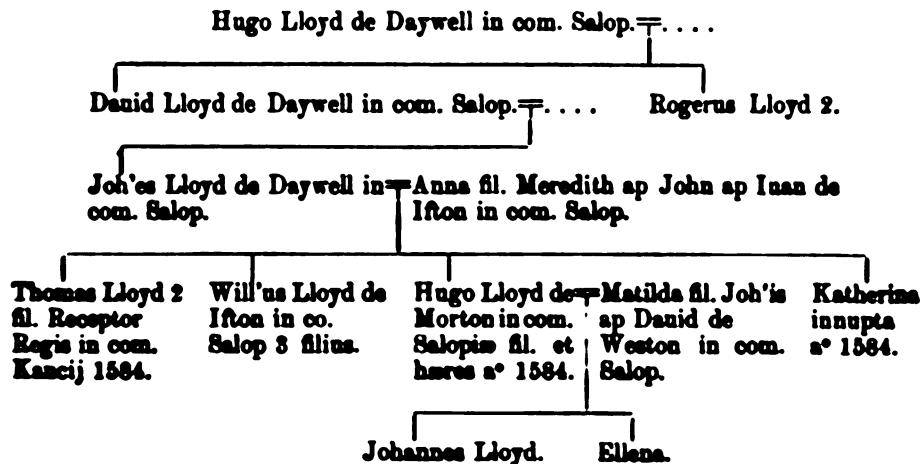 Hugo Lloyd de Daywell in com. Salop.=. . . .
Dauid Lloyd de Daywell in com. Salop.=. . . . Rogerus Lloyd 2.
Joh'es Lloyd de Daywell in=Anna fil. Meredith ap John ap Iuan de
com. Salop. Ifton in com. Salop.
Thomas Lloyd 2
fil. Receptor
Regis in com.
Kancij 1584.
Will'us Lloyd de
Ifton in co.
Salop 3 filius.
Hugo Lloyd de=
Morton in com.
Salopiæ fil. et
hæres a° 1584.
Matilda fil. Joh'is
ap Dauid de
Weston in com.
Salop.
Katherina
innupta
a° 1584.
Johannes Lloyd. Ellena.